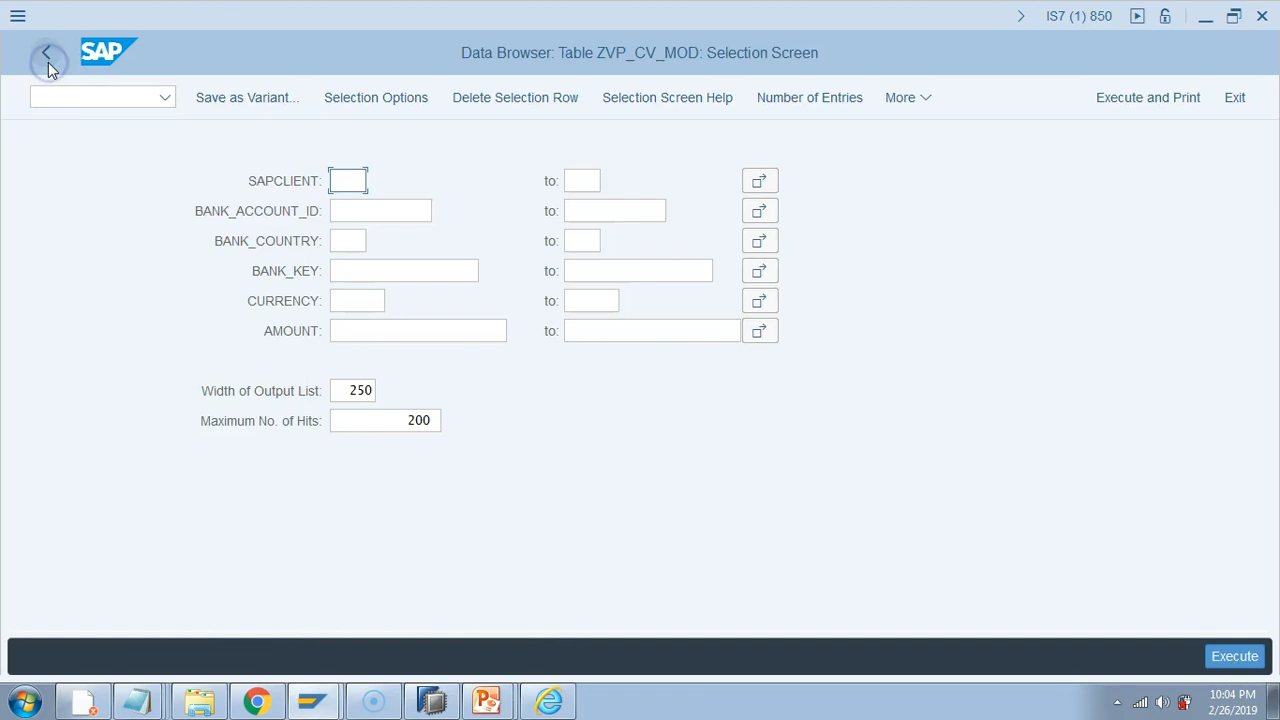 IS7 (1) 850
SAP
Data Browser: Table ZVP_CV_MOD: Selection Screen
Save as Variant... Selection Options Delete Selection Row Selection Screen Help Number of Entries More Execute and Print Exit
SAPCLIENT: to:
BANK_ACCOUNT_ID: to:
BANK_COUNTRY: to:
BANK_KEY: to:
CURRENCY: to:
AMOUNT: to:
Width of Output List: 250
Maximum No. of Hits: 200
Execute
10:04 PM
2/26/2019